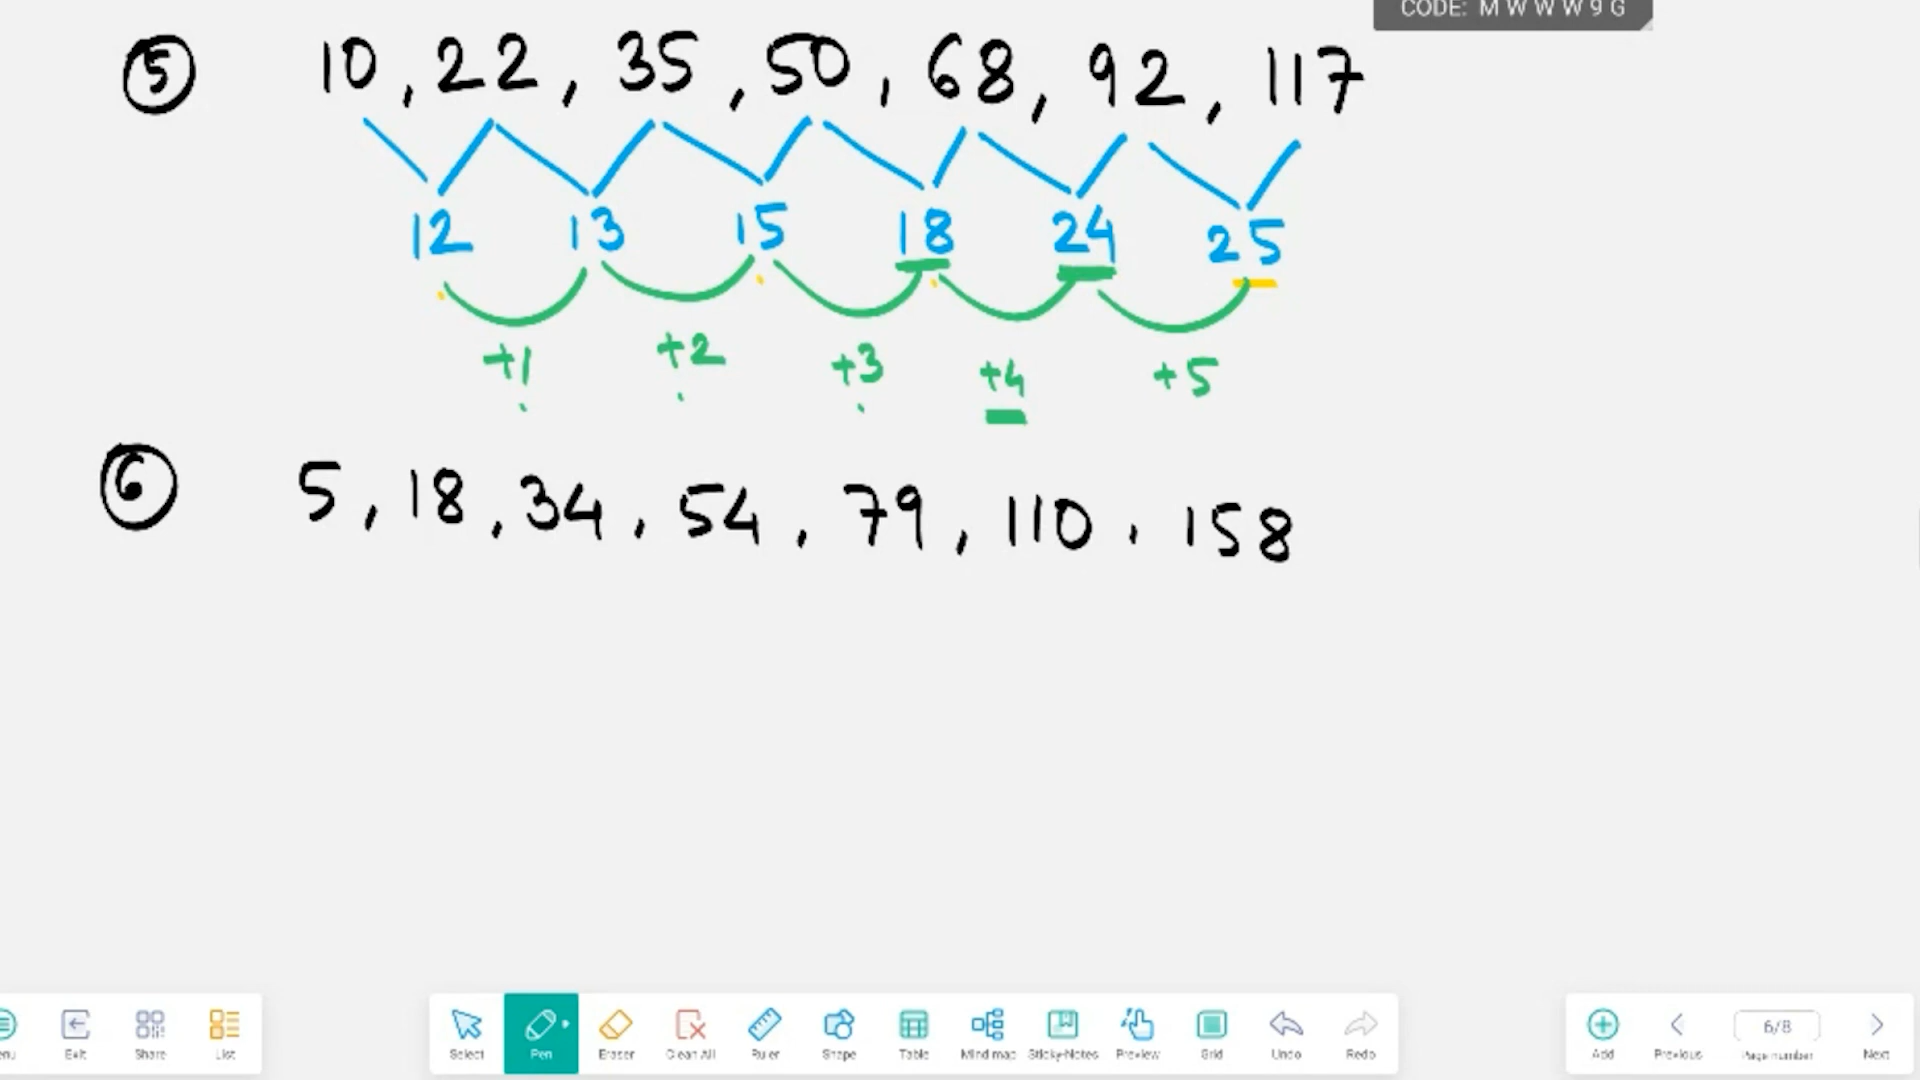 CODE: MWWW9G
5 10, 22, 35, 50, 68, 92, 117
12 13 15 18 24 25
+1 +2 +3 +4 +5
6 5, 18, 34, 54, 79, 110, 158
Exit Share List Select Pen Eraser Clean All Ruler Shape Table Mind map Sticky-Notes Preview Grid Undo Redo Add Previous 6/8 Page number Next